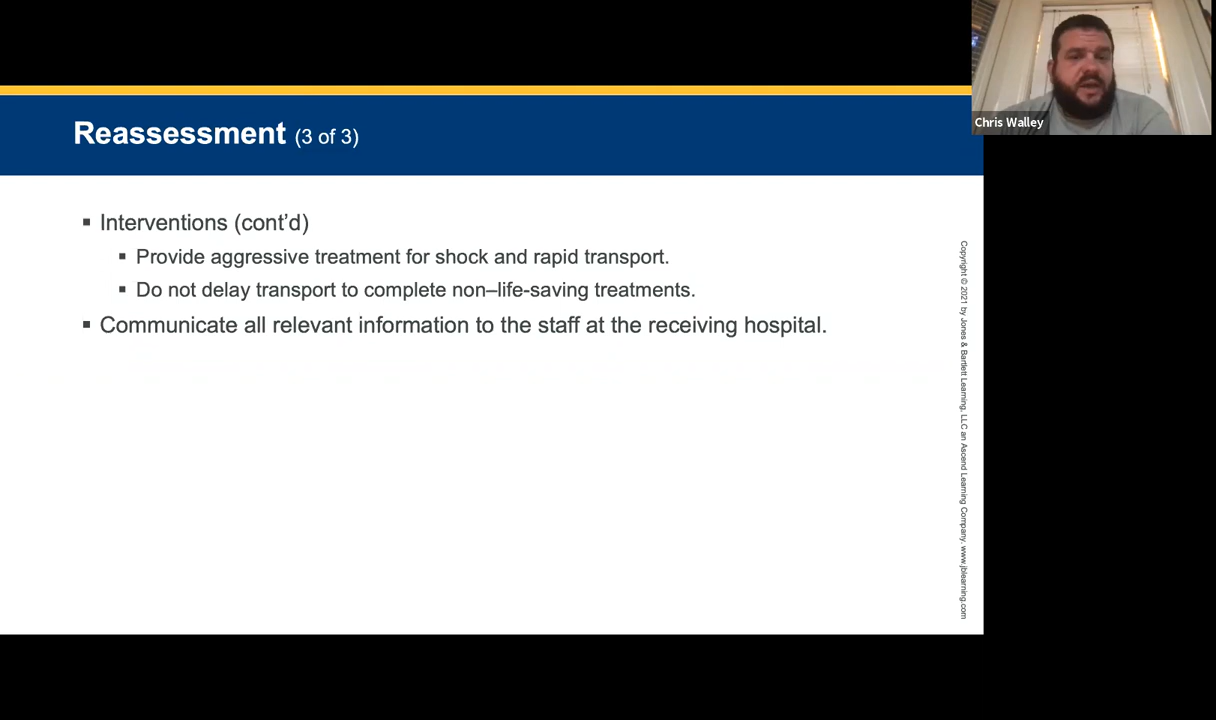 Chris Walley
Reassessment (3 of 3)
▪ Interventions (cont’d)
▪ Provide aggressive treatment for shock and rapid transport.
▪ Do not delay transport to complete non–life-saving treatments.
▪ Communicate all relevant information to the staff at the receiving hospital.
Copyright © 2021 by Jones & Bartlett Learning, LLC an Ascend Learning Company. www.jblearning.com